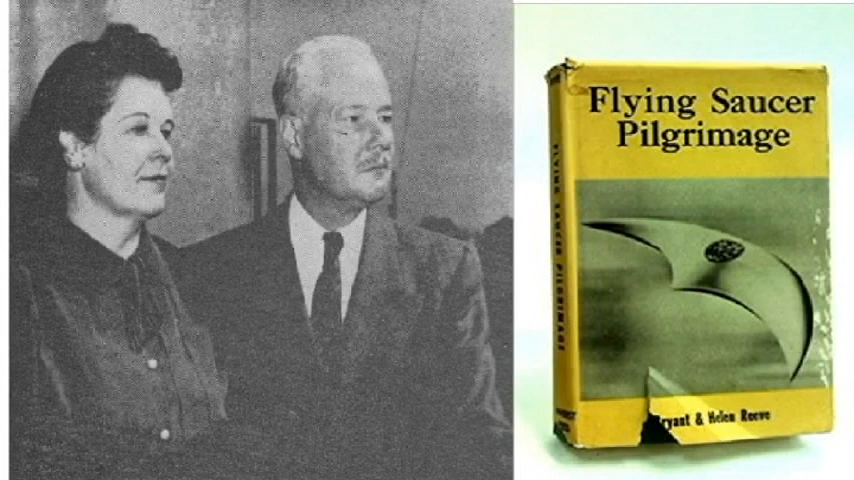 Flying Saucer
Pilgrimage
FLYING SAUCER PILGRIMAGE
ryant & Helen Reeve